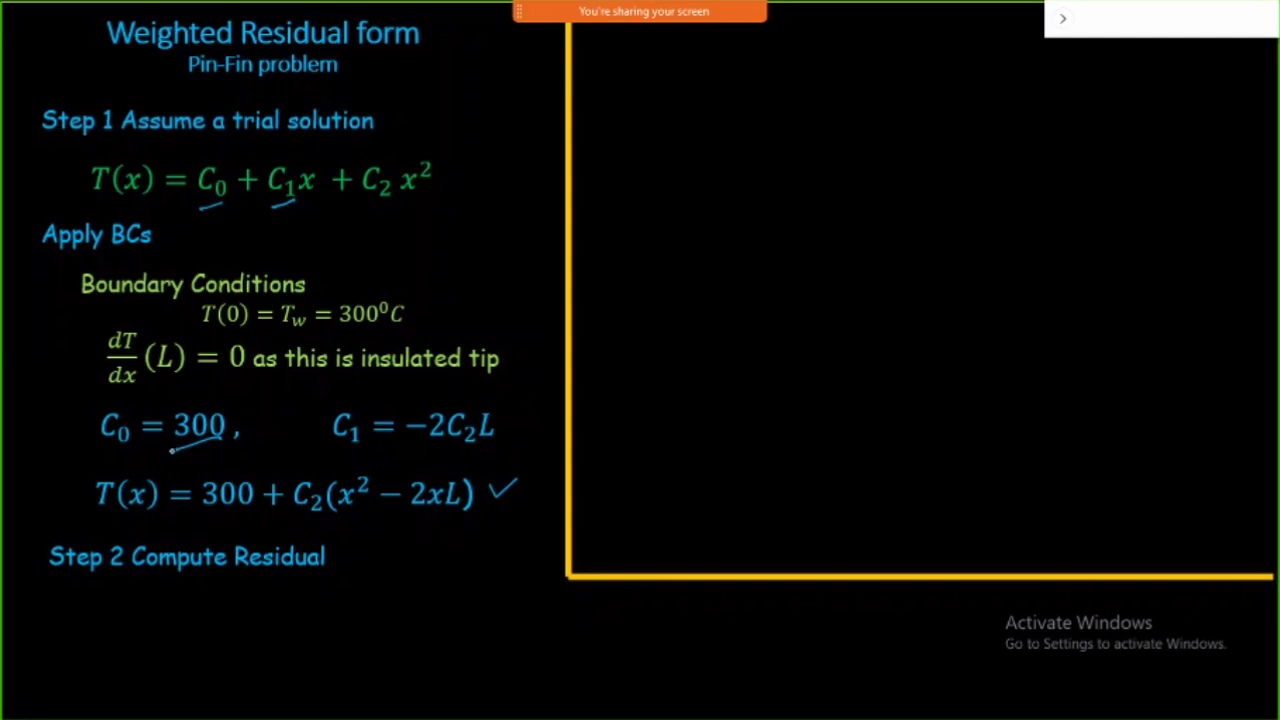 You're sharing your screen
Weighted Residual form
Pin-Fin problem
Step 1 Assume a trial solution
T(x) = C₀ + C₁x + C₂ x²
Apply BCs
Boundary Conditions
T(0) = T_w = 300⁰C
dT/dx (L) = 0 as this is insulated tip
C₀ = 300 , C₁ = −2C₂L
T(x) = 300 + C₂(x² − 2xL) ✓
Step 2 Compute Residual
Activate Windows
Go to Settings to activate Windows.